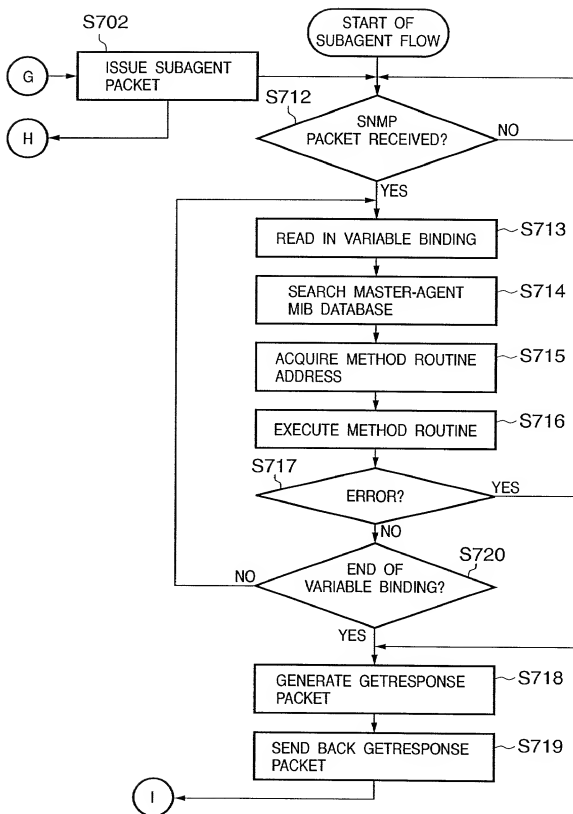 S702
START OF
SUBAGENT FLOW
G
ISSUE SUBAGENT
PACKET
H
S712
SNMP
PACKET RECEIVED?
NO
YES
READ IN VARIABLE BINDING
S713
SEARCH MASTER-AGENT
MIB DATABASE
S714
ACQUIRE METHOD ROUTINE
ADDRESS
S715
EXECUTE METHOD ROUTINE
S716
S717
ERROR?
YES
NO
S720
END OF
VARIABLE BINDING?
NO
YES
GENERATE GETRESPONSE
PACKET
S718
SEND BACK GETRESPONSE
PACKET
S719
I